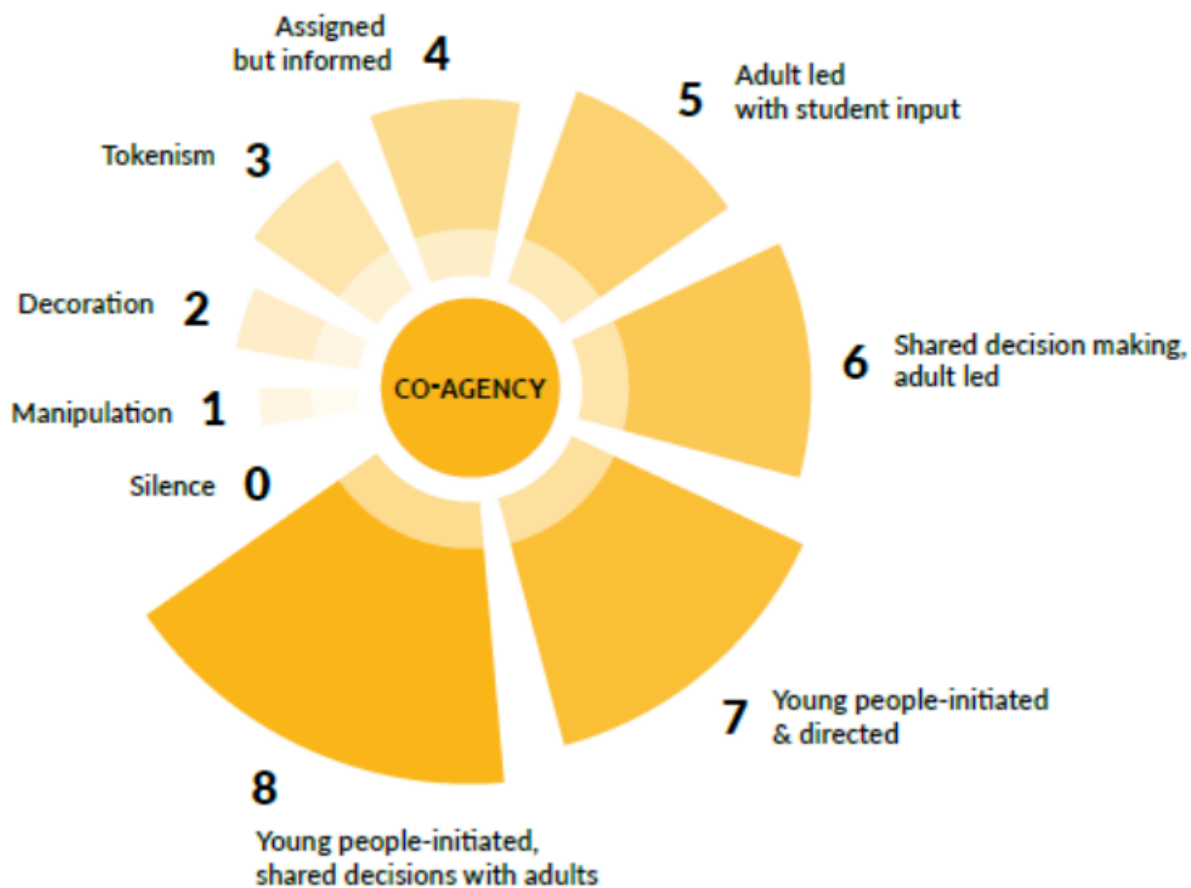 Assigned
but informed
4
5
Adult led
with student input
Tokenism
3
Decoration
2
6
Shared decision making,
adult led
CO-AGENCY
Manipulation
1
Silence
0
7
Young people-initiated
& directed
8
Young people-initiated,
shared decisions with adults